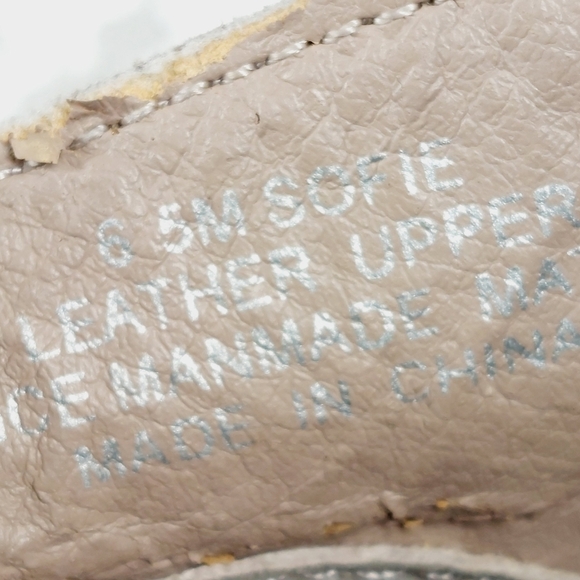 6 5M SOFIE
LEATHER UPPER
MANMADE
MADE IN CHINA